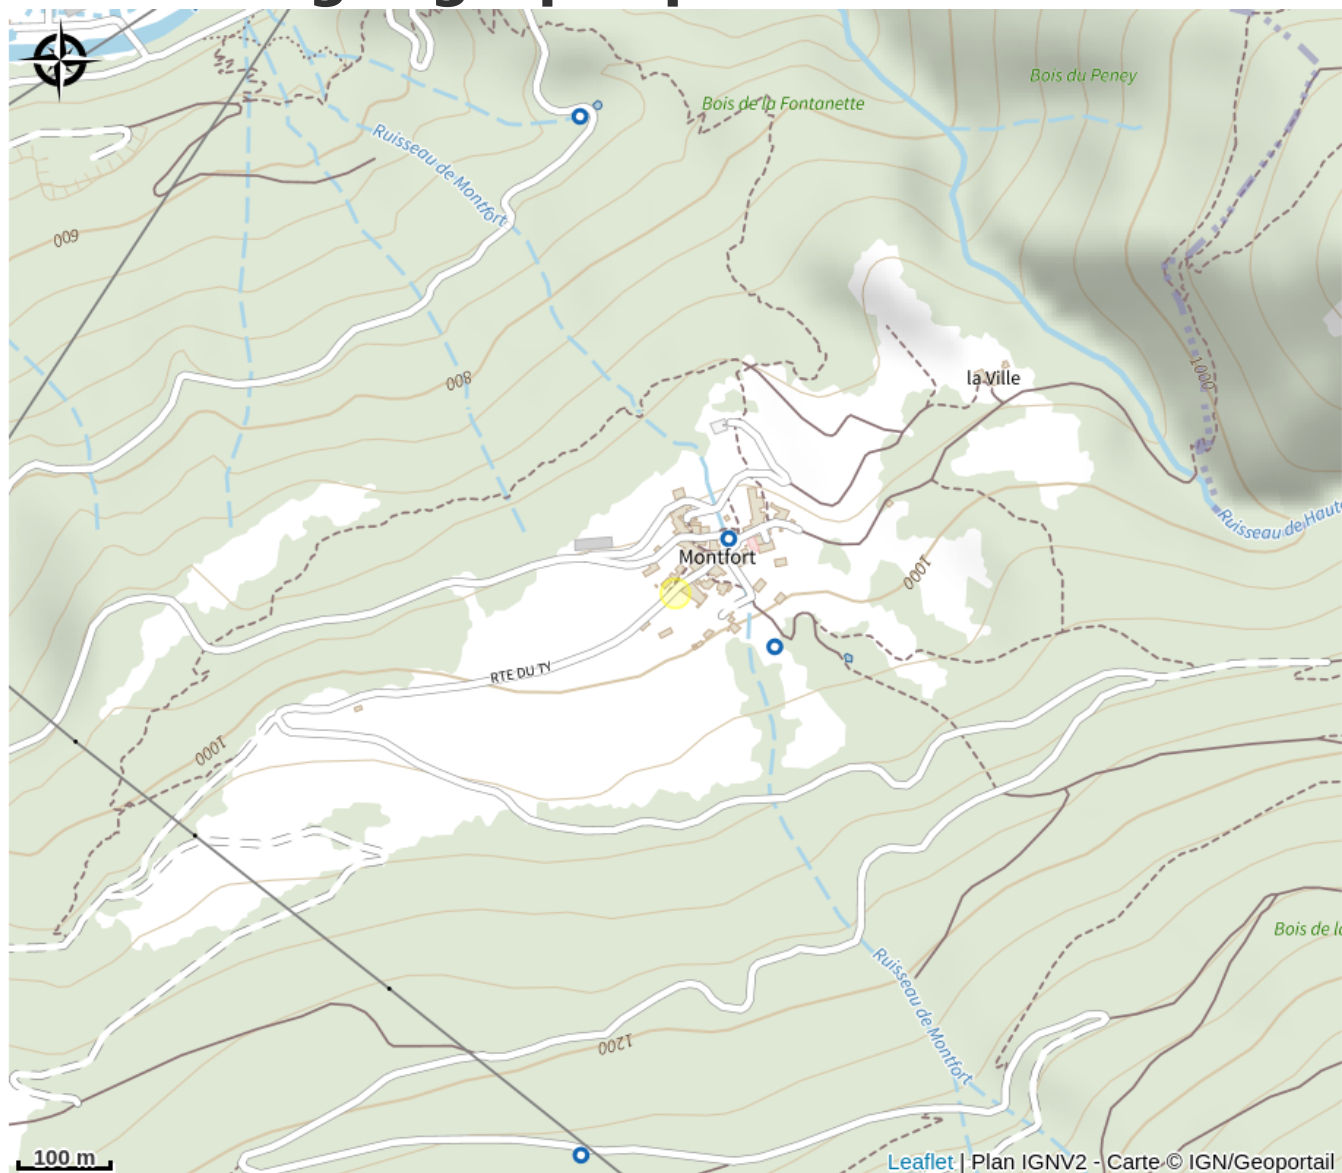 Bois du Peney
Bois de la Fontanette
Ruisseau de Montfort
600
800
1000
la Ville
Ruisseau de Haute
Montfort
1000
RTE DU TY
1000
Bois de
Ruisseau de Montfort
1200
100 m
Leaflet | Plan IGNV2 - Carte © IGN/Geoportail